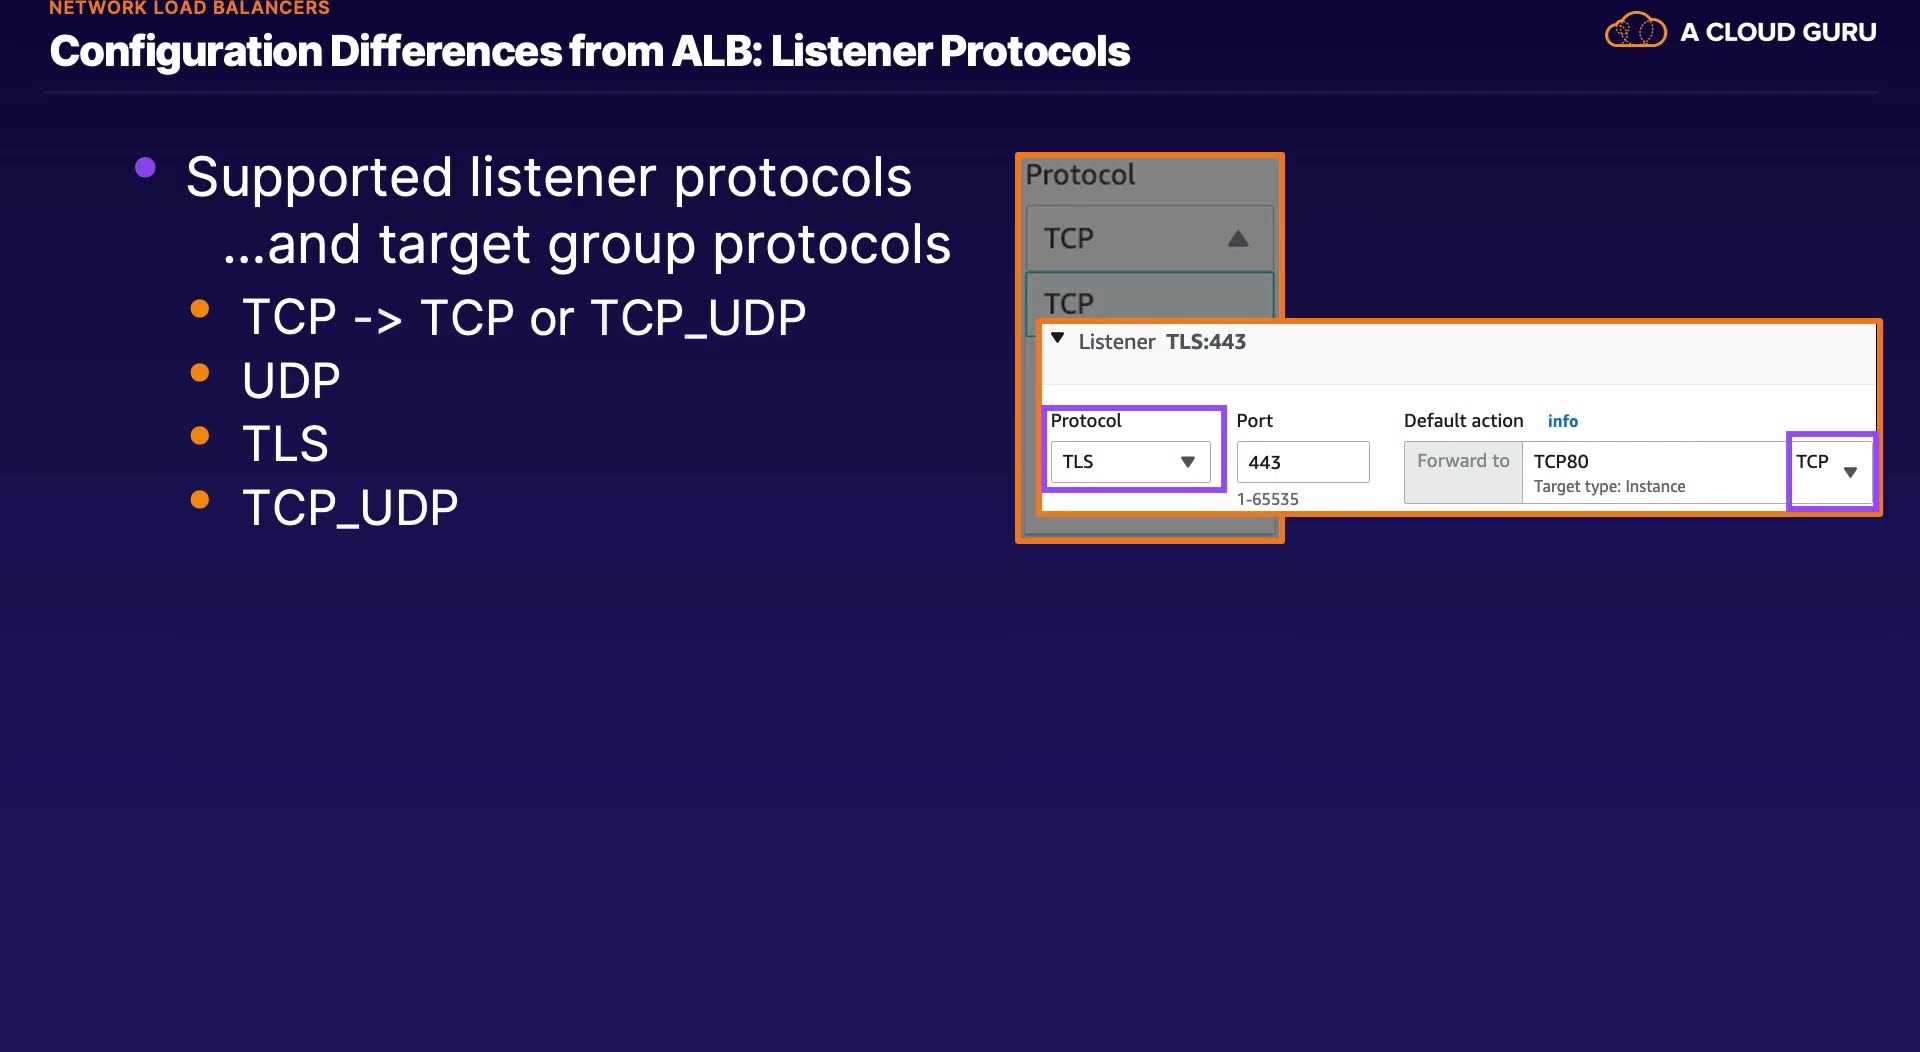 NETWORK LOAD BALANCERS
Configuration Differences from ALB: Listener Protocols
A CLOUD GURU
Supported listener protocols
...and target group protocols
TCP -> TCP or TCP_UDP
UDP
TLS
TCP_UDP
Protocol
TCP
TCP
Listener TLS:443
Protocol Port Default action info
TLS 443 Forward to TCP80 TCP
1-65535 Target type: Instance